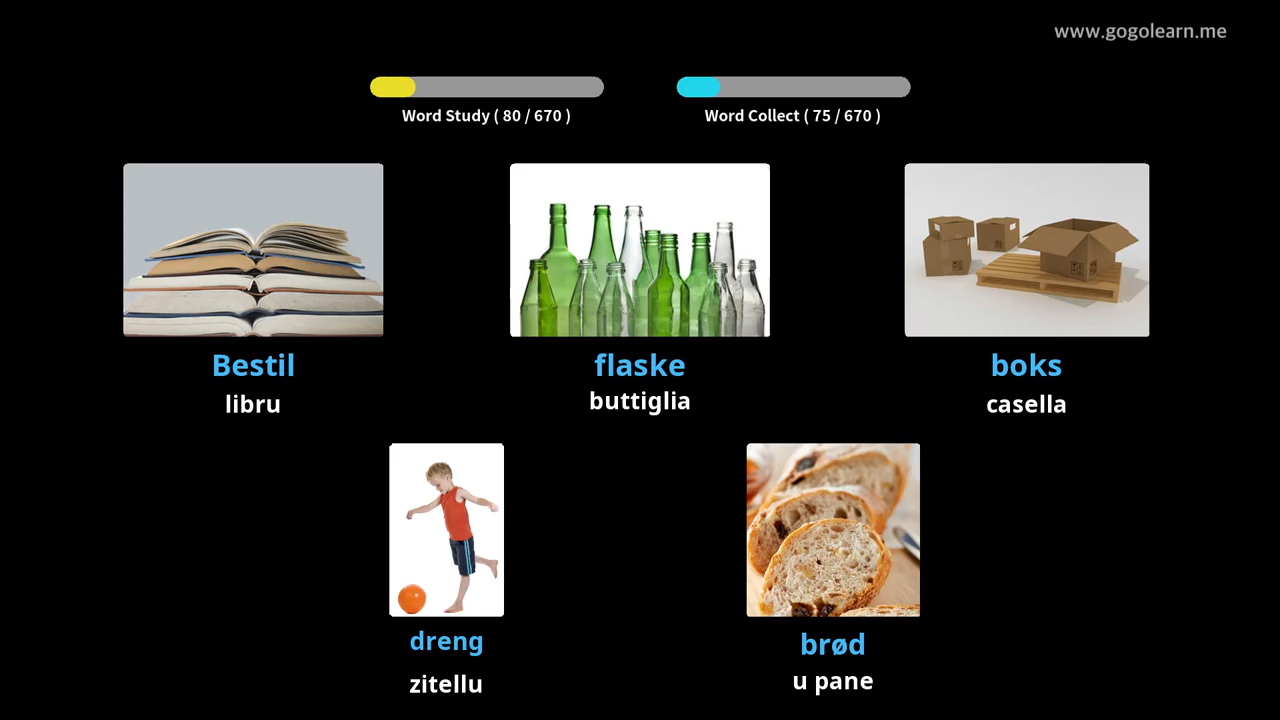 www.gogolearn.me
Word Study ( 80 / 670 )
Word Collect ( 75 / 670 )
Bestil
flaske
boks
libru
buttiglia
casella
dreng
brød
zitellu
u pane